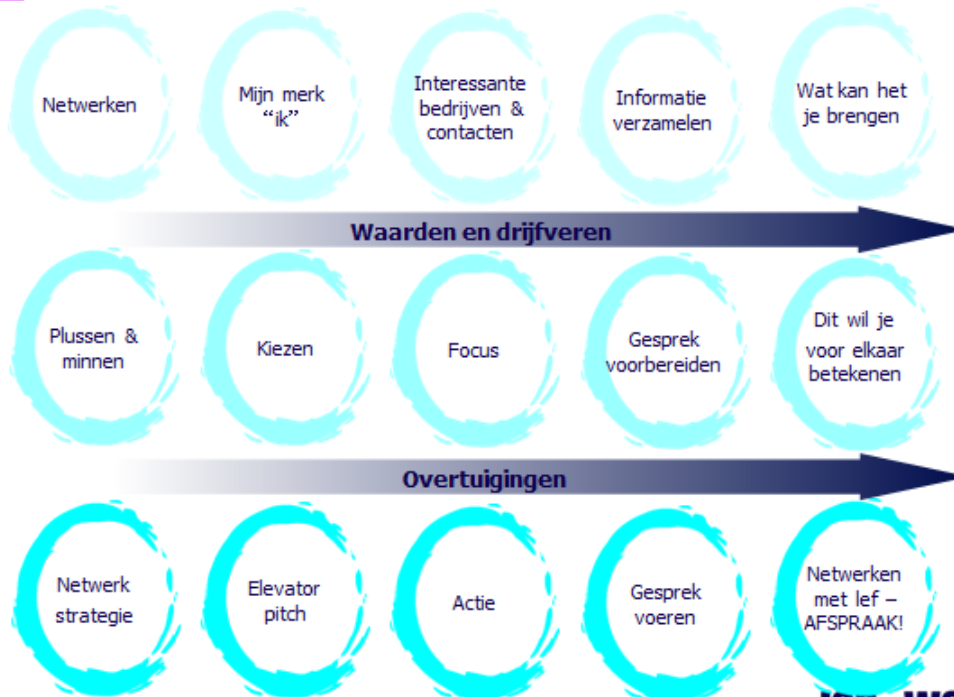 Netwerken
Mijn merk
“ik”
Interessante
bedrijven &
contacten
Informatie
verzamelen
Wat kan het
je brengen
Waarden en drijfveren
Plussen &
minnen
Kiezen
Focus
Gesprek
voorbereiden
Dit wil je
voor elkaar
betekenen
Overtuigingen
Netwerk
strategie
Elevator
pitch
Actie
Gesprek
voeren
Netwerken
met lef –
AFSPRAAK!